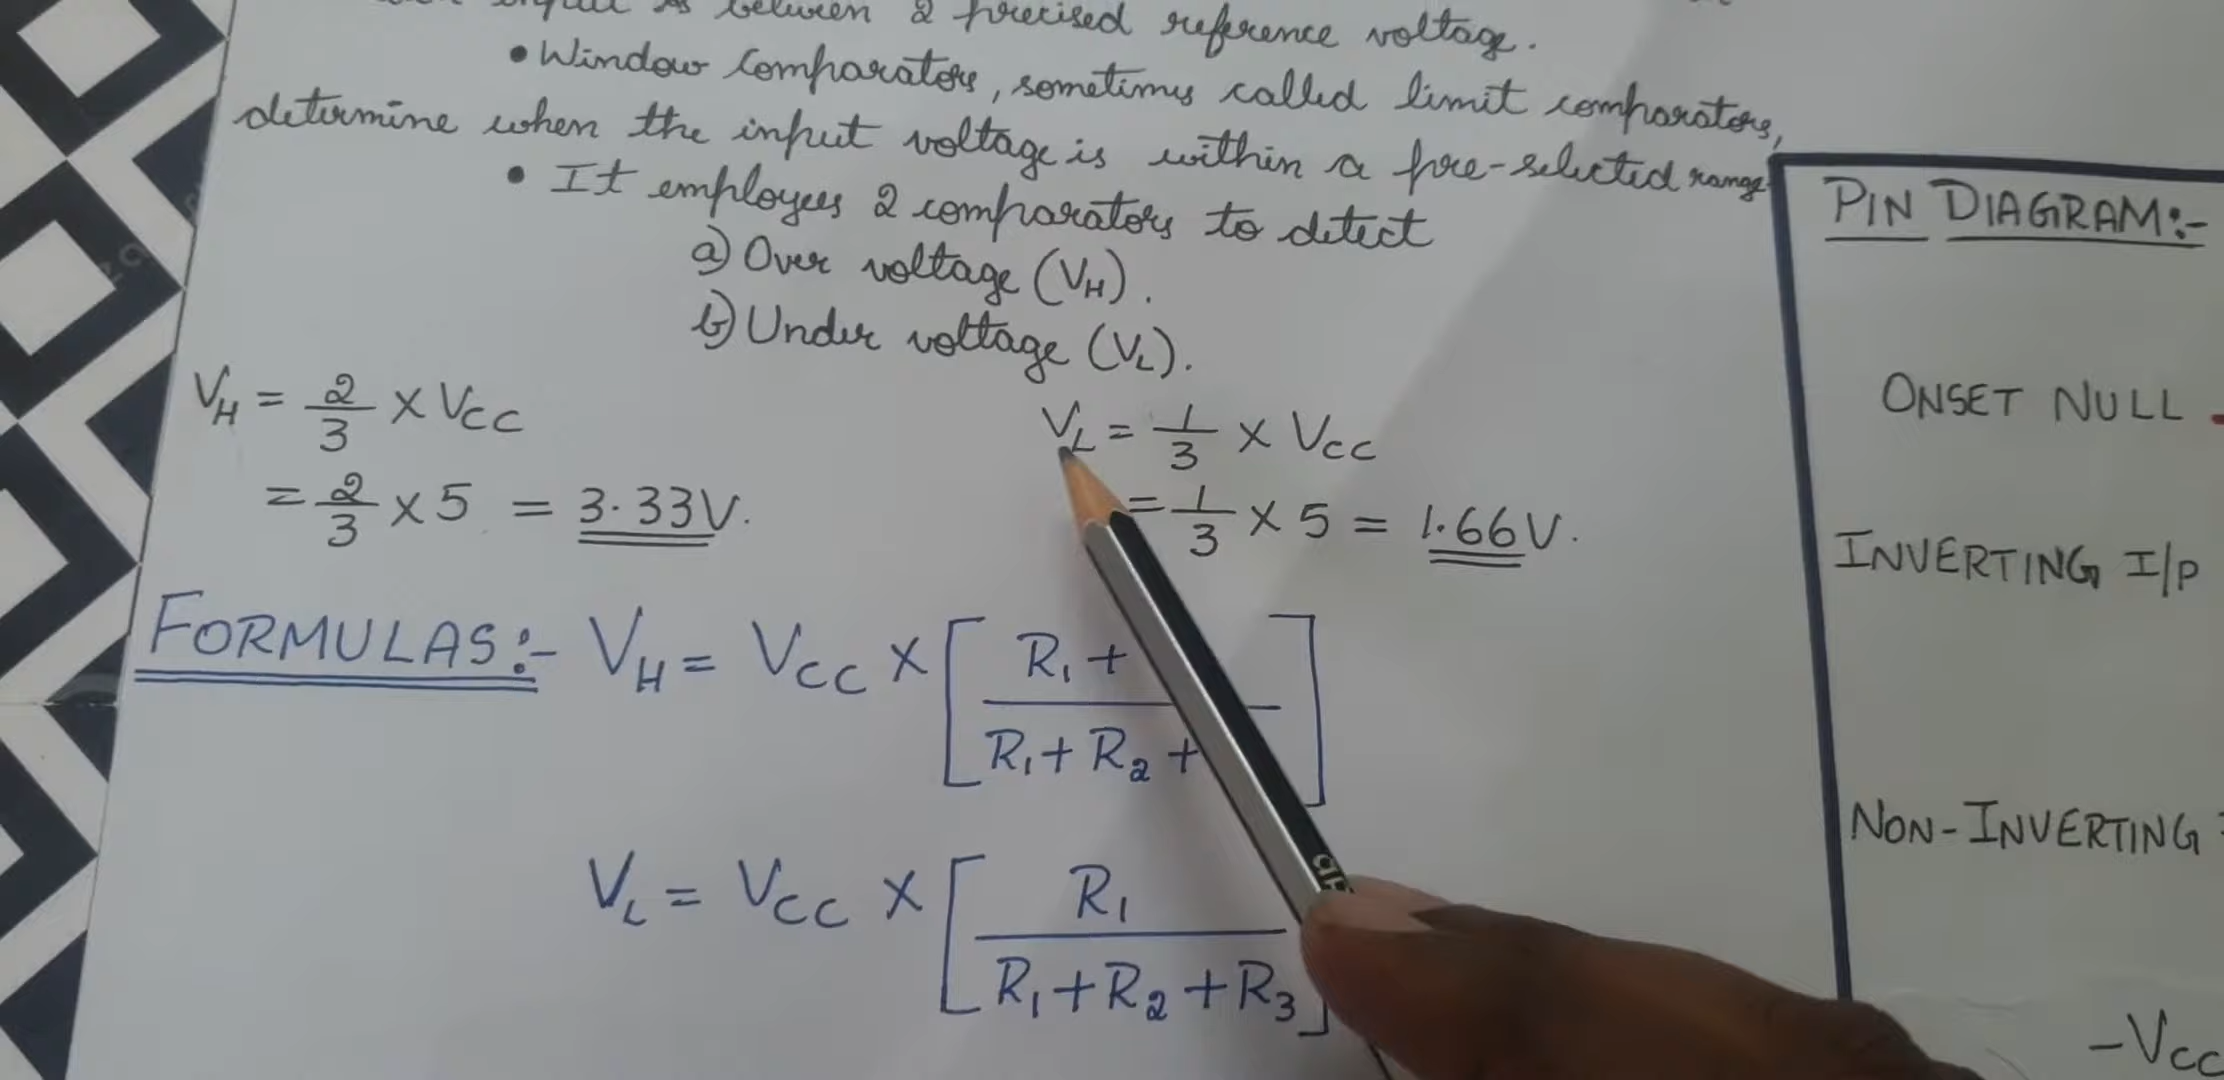 input is between 2 precised reference voltage.
• Window comparators, sometimes called limit comparators,
determine when the input voltage is within a pre-selected range
• It employees 2 comparators to detect
a) Over voltage (VH).
b) Under voltage (VL).
VH = 2/3 × VCC
= 2/3 × 5 = 3.33V.
VL = 1/3 × VCC
= 1/3 × 5 = 1.66V.
FORMULAS:- VH = VCC × [R1 + / R1 + R2 + ]
VL = VCC × [R1 / R1 + R2 + R3]
PIN DIAGRAM:-
ONSET NULL
INVERTING I/P
NON-INVERTING
-VCC